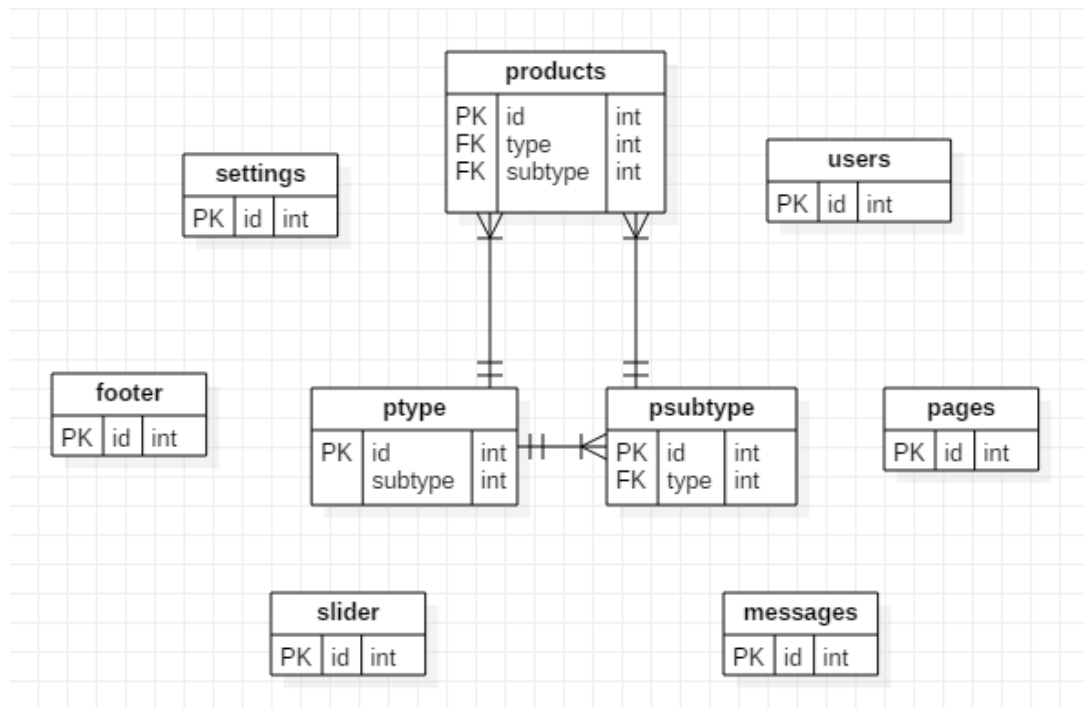 products
PK id int
FK type int
FK subtype int
settings
PK id int
users
PK id int
footer
PK id int
ptype
PK id int
subtype int
psubtype
PK id int
FK type int
pages
PK id int
slider
PK id int
messages
PK id int